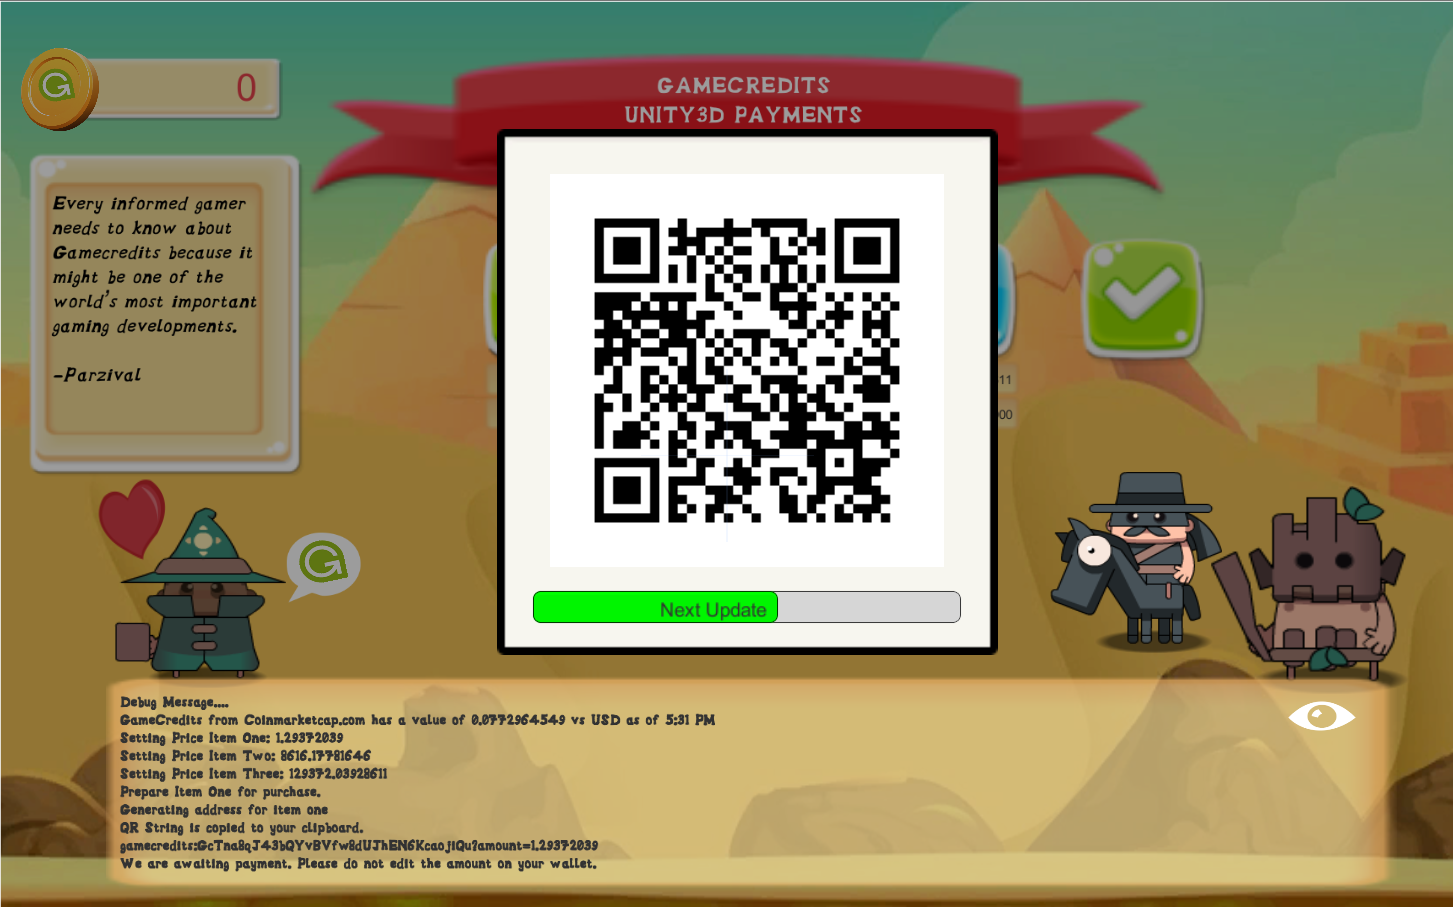 0
GAMECREDITS
UNITY3D PAYMENTS
Every informed gamer
needs to know about
Gamecredits because it
might be one of the
world's most important
gaming developments.
-Parzival
11
00
Next Update
Debug Message....
GameCredits from Coinmarketcap.com has a value of 0.0772964549 vs USD as of 5:31 PM
Setting Price Item One: 1.29372039
Setting Price Item Two: 8616.17781646
Setting Price Item Three: 129372.03928611
Prepare Item One for purchase.
Generating address for item one
QR String is copied to your clipboard.
gamecredits:GcTna8qJ43bQYvBVfw8dUJhEN6KcaojiQu?amount=1.29372039
We are awaiting payment. Please do not edit the amount on your wallet.